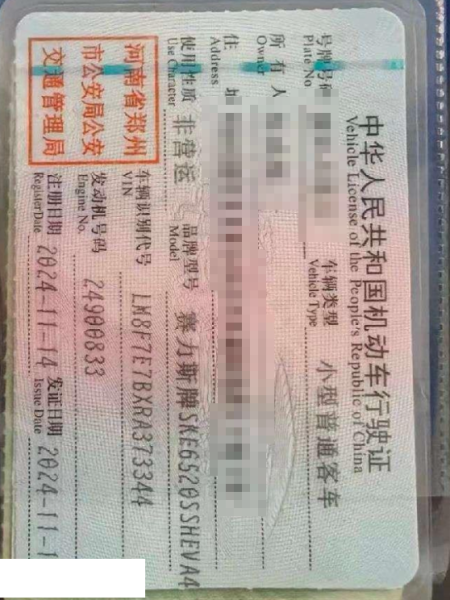 中华人民共和国机动车行驶证
Vehicle License of the People's Republic of China
号牌号码
Plate No
车辆类型 小型普通客车
Vehicle Type
所有人
Owner
住
Address
使用性质 非营运
Use Character
品牌型号 赛力斯牌SKE6520SSHEVA4
Model
河南省郑州
市公安局公安
交通管理局
车辆识别代号 LM8F7E7BXRA373344
VIN
发动机号码 24900833
Engine No.
注册日期 2024-11-14
Register Date
发证日期 2024-11-1
Issue Date